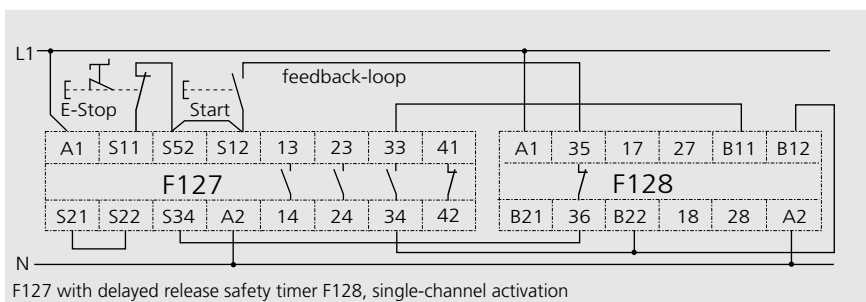 L1
feedback-loop
E-Stop
Start
A1 S11 S52 S12 13 23 33 41
A1 35 17 27 B11 B12
F127
F128
S21 S22 S34 A2 14 24 34 42
B21 36 B22 18 28 A2
N
F127 with delayed release safety timer F128, single-channel activation